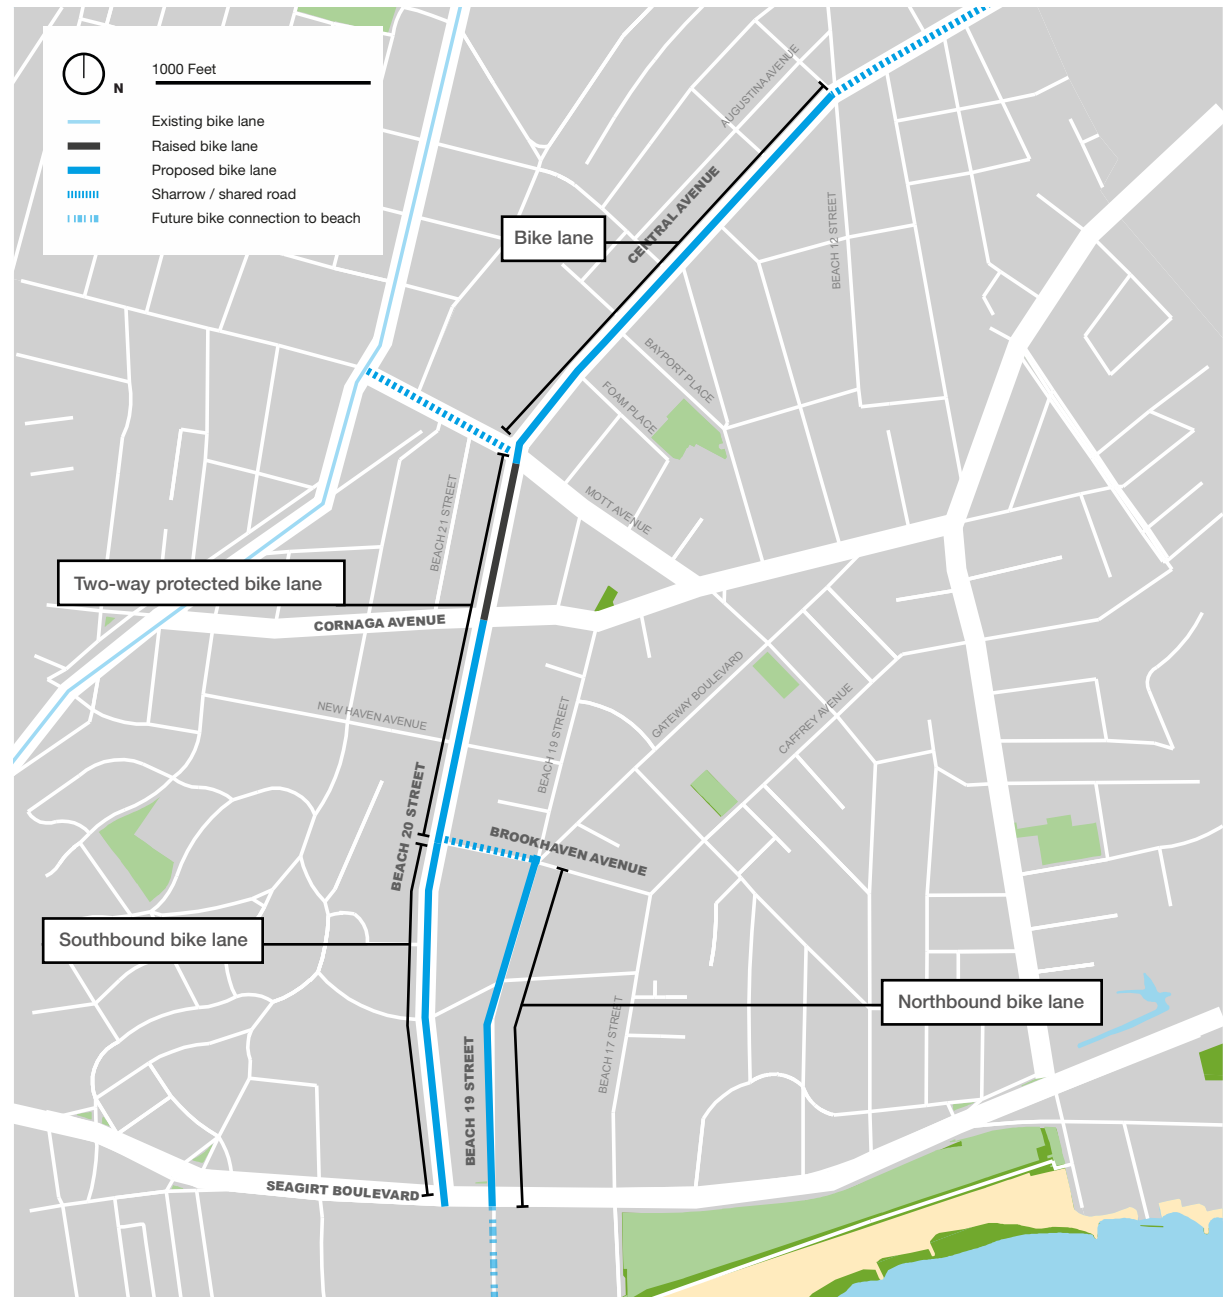 1000 Feet
N
Existing bike lane
Raised bike lane
Proposed bike lane
Sharrow / shared road
Future bike connection to beach
AUGUSTINA AVENUE
CENTRAL AVENUE
Bike lane
BEACH 12 STREET
BAYPORT PLACE
FOAM PLACE
MOTT AVENUE
BEACH 21 STREET
Two-way protected bike lane
CORNAGA AVENUE
NEW HAVEN AVENUE
BEACH 19 STREET
GATEWAY BOULEVARD
CAFFREY AVENUE
BEACH 20 STREET
BROOKHAVEN AVENUE
Southbound bike lane
Northbound bike lane
BEACH 17 STREET
BEACH 19 STREET
SEAGIRT BOULEVARD